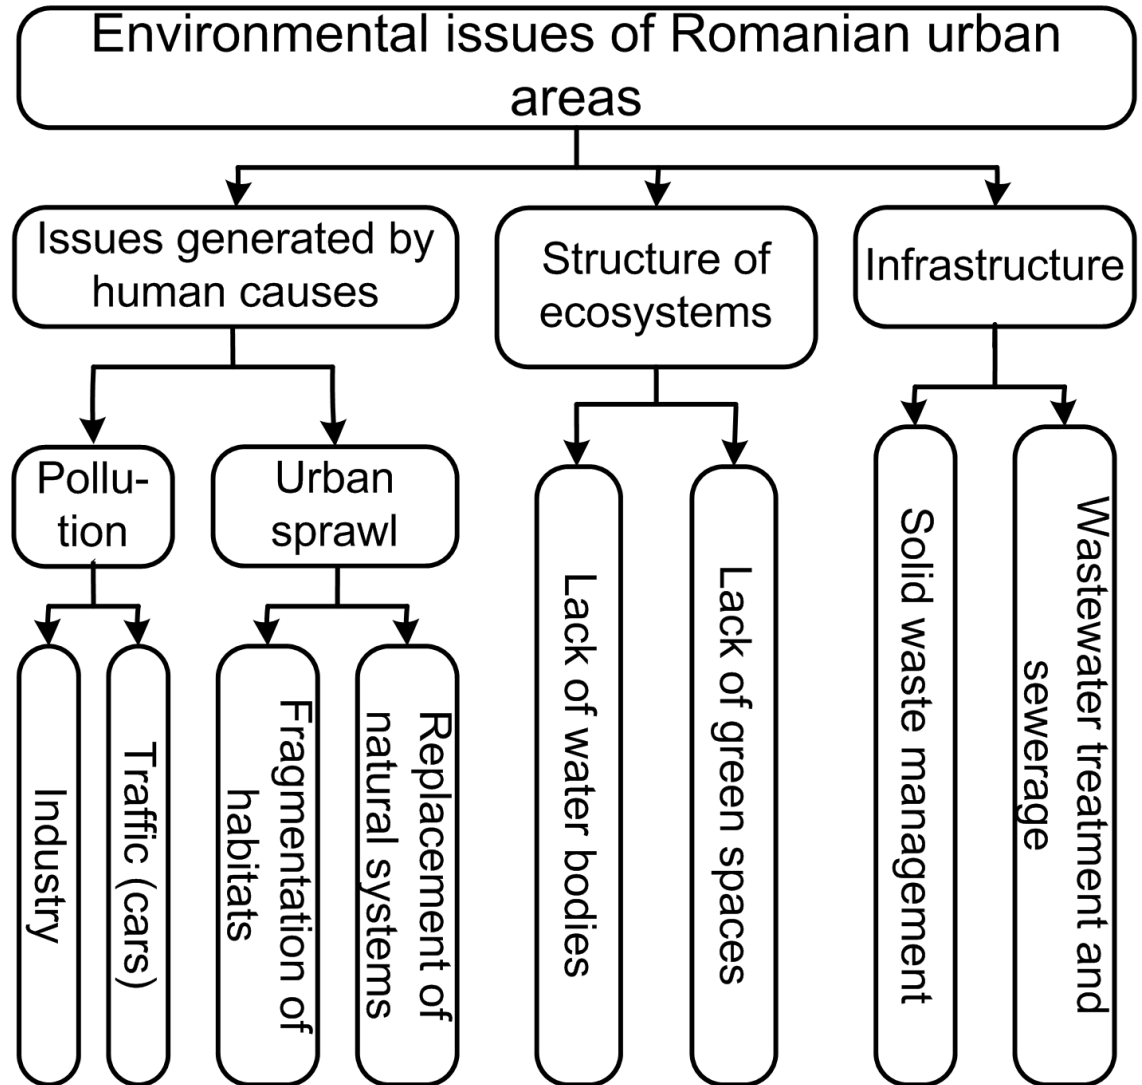 Environmental issues of Romanian urban
areas
Issues generated by
human causes
Structure of
ecosystems
Infrastructure
Pollu-
tion
Urban
sprawl
Industry
Traffic (cars)
Fragmentation of
habitats
Replacement of
natural systems
Lack of water bodies
Lack of green spaces
Solid waste management
Wastewater treatment and
sewerage